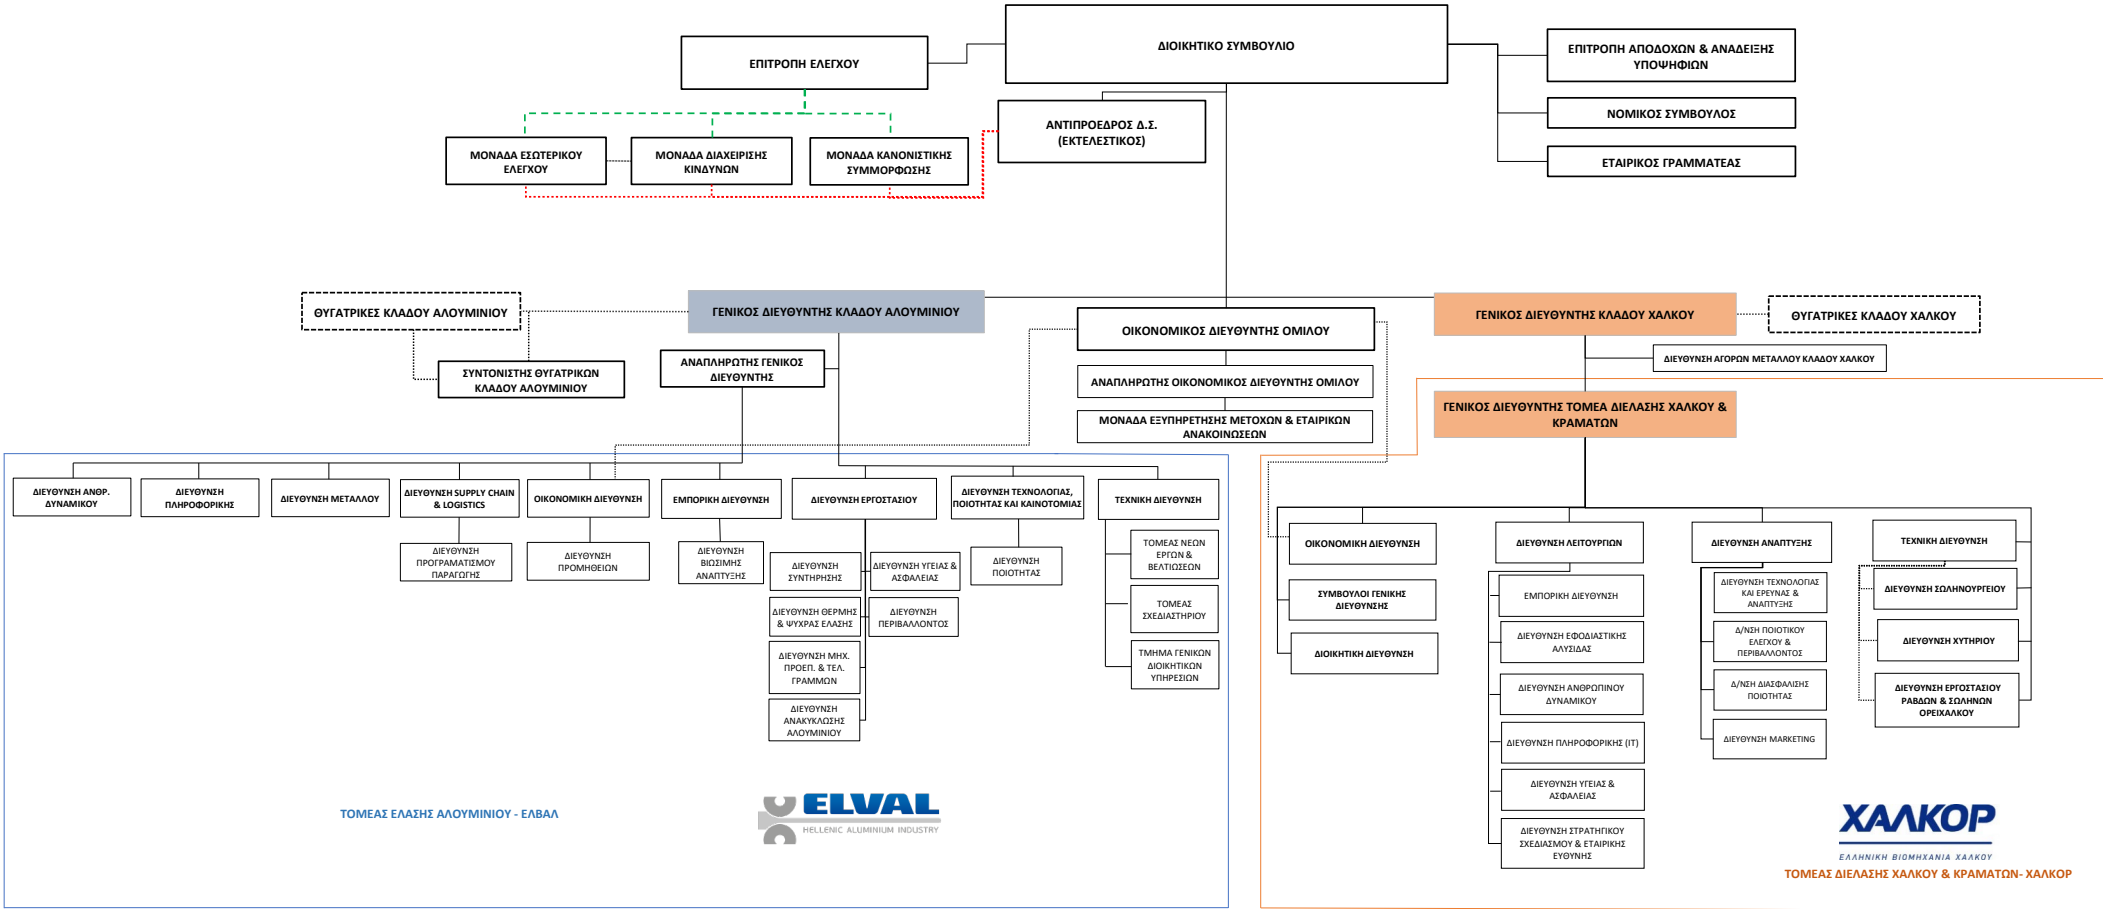 ΔΙΟΙΚΗΤΙΚΟ ΣΥΜΒΟΥΛΙΟ
ΕΠΙΤΡΟΠΗ ΕΛΕΓΧΟΥ
ΕΠΙΤΡΟΠΗ ΑΠΟΔΟΧΩΝ & ΑΝΑΔΕΙΞΗΣ
ΥΠΟΨΗΦΙΩΝ
ΝΟΜΙΚΟΣ ΣΥΜΒΟΥΛΟΣ
ΕΤΑΙΡΙΚΟΣ ΓΡΑΜΜΑΤΕΑΣ
ΑΝΤΙΠΡΟΕΔΡΟΣ Δ.Σ.
(ΕΚΤΕΛΕΣΤΙΚΟΣ)
ΜΟΝΑΔΑ ΕΣΩΤΕΡΙΚΟΥ
ΕΛΕΓΧΟΥ
ΜΟΝΑΔΑ ΔΙΑΧΕΙΡΙΣΗΣ
ΚΙΝΔΥΝΩΝ
ΜΟΝΑΔΑ ΚΑΝΟΝΙΣΤΙΚΗΣ
ΣΥΜΜΟΡΦΩΣΗΣ
ΘΥΓΑΤΡΙΚΕΣ ΚΛΑΔΟΥ ΑΛΟΥΜΙΝΙΟΥ
ΓΕΝΙΚΟΣ ΔΙΕΥΘΥΝΤΗΣ ΚΛΑΔΟΥ ΑΛΟΥΜΙΝΙΟΥ
ΟΙΚΟΝΟΜΙΚΟΣ ΔΙΕΥΘΥΝΤΗΣ ΟΜΙΛΟΥ
ΓΕΝΙΚΟΣ ΔΙΕΥΘΥΝΤΗΣ ΚΛΑΔΟΥ ΧΑΛΚΟΥ
ΘΥΓΑΤΡΙΚΕΣ ΚΛΑΔΟΥ ΧΑΛΚΟΥ
ΣΥΝΤΟΝΙΣΤΗΣ ΘΥΓΑΤΡΙΚΩΝ
ΚΛΑΔΟΥ ΑΛΟΥΜΙΝΙΟΥ
ΑΝΑΠΛΗΡΩΤΗΣ ΓΕΝΙΚΟΣ
ΔΙΕΥΘΥΝΤΗΣ
ΑΝΑΠΛΗΡΩΤΗΣ ΟΙΚΟΝΟΜΙΚΟΣ ΔΙΕΥΘΥΝΤΗΣ ΟΜΙΛΟΥ
ΜΟΝΑΔΑ ΕΞΥΠΗΡΕΤΗΣΗΣ ΜΕΤΟΧΩΝ & ΕΤΑΙΡΙΚΩΝ
ΑΝΑΚΟΙΝΩΣΕΩΝ
ΔΙΕΥΘΥΝΣΗ ΑΓΟΡΩΝ ΜΕΤΑΛΛΟΥ ΚΛΑΔΟΥ ΧΑΛΚΟΥ
ΓΕΝΙΚΟΣ ΔΙΕΥΘΥΝΤΗΣ ΤΟΜΕΑ ΔΙΕΛΑΣΗΣ ΧΑΛΚΟΥ &
ΚΡΑΜΑΤΩΝ
ΔΙΕΥΘΥΝΣΗ ΑΝΘΡ.
ΔΥΝΑΜΙΚΟΥ
ΔΙΕΥΘΥΝΣΗ
ΠΛΗΡΟΦΟΡΙΚΗΣ
ΔΙΕΥΘΥΝΣΗ ΜΕΤΑΛΛΟΥ
ΔΙΕΥΘΥΝΣΗ SUPPLY CHAIN
& LOGISTICS
ΟΙΚΟΝΟΜΙΚΗ ΔΙΕΥΘΥΝΣΗ
ΕΜΠΟΡΙΚΗ ΔΙΕΥΘΥΝΣΗ
ΔΙΕΥΘΥΝΣΗ ΕΡΓΟΣΤΑΣΙΟΥ
ΔΙΕΥΘΥΝΣΗ ΤΕΧΝΟΛΟΓΙΑΣ,
ΠΟΙΟΤΗΤΑΣ ΚΑΙ ΚΑΙΝΟΤΟΜΙΑΣ
ΤΕΧΝΙΚΗ ΔΙΕΥΘΥΝΣΗ
ΔΙΕΥΘΥΝΣΗ
ΠΡΟΓΡΑΜΑΤΙΣΜΟΥ
ΠΑΡΑΓΩΓΗΣ
ΔΙΕΥΘΥΝΣΗ
ΠΡΟΜΗΘΕΙΩΝ
ΔΙΕΥΘΥΝΣΗ
ΒΙΩΣΙΜΗΣ
ΑΝΑΠΤΥΞΗΣ
ΔΙΕΥΘΥΝΣΗ
ΣΥΝΤΗΡΗΣΗΣ
ΔΙΕΥΘΥΝΣΗ ΥΓΕΙΑΣ &
ΑΣΦΑΛΕΙΑΣ
ΔΙΕΥΘΥΝΣΗ ΘΕΡΜΗΣ
& ΨΥΧΡΑΣ ΕΛΑΣΗΣ
ΔΙΕΥΘΥΝΣΗ
ΠΕΡΙΒΑΛΛΟΝΤΟΣ
ΔΙΕΥΘΥΝΣΗ ΜΗΧ.
ΠΡΟΕΠ. & ΤΕΛ.
ΓΡΑΜΜΩΝ
ΔΙΕΥΘΥΝΣΗ
ΑΝΑΚΥΚΛΩΣΗΣ
ΑΛΟΥΜΙΝΙΟΥ
ΔΙΕΥΘΥΝΣΗ
ΠΟΙΟΤΗΤΑΣ
ΤΟΜΕΑΣ ΝΕΩΝ
ΕΡΓΩΝ &
ΒΕΛΤΙΩΣΕΩΝ
ΤΟΜΕΑΣ
ΣΧΕΔΙΑΣΤΗΡΙΟΥ
ΤΜΗΜΑ ΓΕΝΙΚΩΝ
ΔΙΟΙΚΗΤΙΚΩΝ
ΥΠΗΡΕΣΙΩΝ
ΟΙΚΟΝΟΜΙΚΗ ΔΙΕΥΘΥΝΣΗ
ΣΥΜΒΟΥΛΟΙ ΓΕΝΙΚΗΣ
ΔΙΕΥΘΥΝΣΗΣ
ΔΙΟΙΚΗΤΙΚΗ ΔΙΕΥΘΥΝΣΗ
ΔΙΕΥΘΥΝΣΗ ΛΕΙΤΟΥΡΓΙΩΝ
ΕΜΠΟΡΙΚΗ ΔΙΕΥΘΥΝΣΗ
ΔΙΕΥΘΥΝΣΗ ΕΦΟΔΙΑΣΤΙΚΗΣ
ΑΛΥΣΙΔΑΣ
ΔΙΕΥΘΥΝΣΗ ΑΝΘΡΩΠΙΝΟΥ
ΔΥΝΑΜΙΚΟΥ
ΔΙΕΥΘΥΝΣΗ ΠΛΗΡΟΦΟΡΙΚΗΣ (IT)
ΔΙΕΥΘΥΝΣΗ ΥΓΕΙΑΣ &
ΑΣΦΑΛΕΙΑΣ
ΔΙΕΥΘΥΝΣΗ ΣΤΡΑΤΗΓΙΚΟΥ
ΣΧΕΔΙΑΣΜΟΥ & ΕΤΑΙΡΙΚΗΣ
ΕΥΘΥΝΗΣ
ΔΙΕΥΘΥΝΣΗ ΑΝΑΠΤΥΞΗΣ
ΔΙΕΥΘΥΝΣΗ ΤΕΧΝΟΛΟΓΙΑΣ
ΚΑΙ ΕΡΕΥΝΑΣ &
ΑΝΑΠΤΥΞΗΣ
Δ/ΝΣΗ ΠΟΙΟΤΙΚΟΥ
ΕΛΕΓΧΟΥ &
ΠΕΡΙΒΑΛΛΟΝΤΟΣ
Δ/ΝΣΗ ΔΙΑΣΦΑΛΙΣΗΣ
ΠΟΙΟΤΗΤΑΣ
ΔΙΕΥΘΥΝΣΗ MARKETING
ΤΕΧΝΙΚΗ ΔΙΕΥΘΥΝΣΗ
ΔΙΕΥΘΥΝΣΗ ΣΩΛΗΝΟΥΡΓΕΙΟΥ
ΔΙΕΥΘΥΝΣΗ ΧΥΤΗΡΙΟΥ
ΔΙΕΥΘΥΝΣΗ ΕΡΓΟΣΤΑΣΙΟΥ
ΡΑΒΔΩΝ & ΣΩΛΗΝΩΝ
ΟΡΕΙΧΑΛΚΟΥ
ΤΟΜΕΑΣ ΕΛΑΣΗΣ ΑΛΟΥΜΙΝΙΟΥ - ΕΛΒΑΛ
ELVAL
HELLENIC ALUMINIUM INDUSTRY
ΧΑΛΚΟΡ
ΕΛΛΗΝΙΚΗ ΒΙΟΜΗΧΑΝΙΑ ΧΑΛΚΟΥ
ΤΟΜΕΑΣ ΔΙΕΛΑΣΗΣ ΧΑΛΚΟΥ & ΚΡΑΜΑΤΩΝ- ΧΑΛΚΟΡ